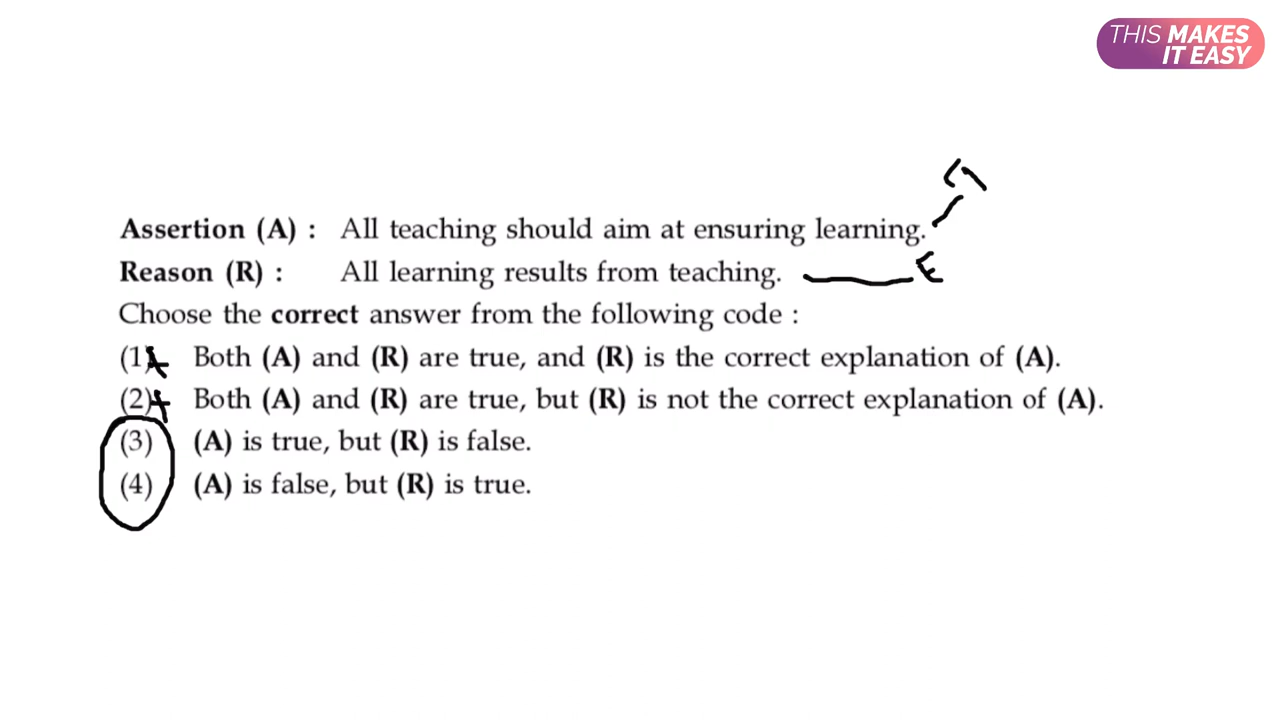 THIS MAKES
IT EASY
Assertion (A) : All teaching should aim at ensuring learning.
Reason (R) : All learning results from teaching.
Choose the correct answer from the following code :
(1) Both (A) and (R) are true, and (R) is the correct explanation of (A).
(2) Both (A) and (R) are true, but (R) is not the correct explanation of (A).
(3) (A) is true, but (R) is false.
(4) (A) is false, but (R) is true.